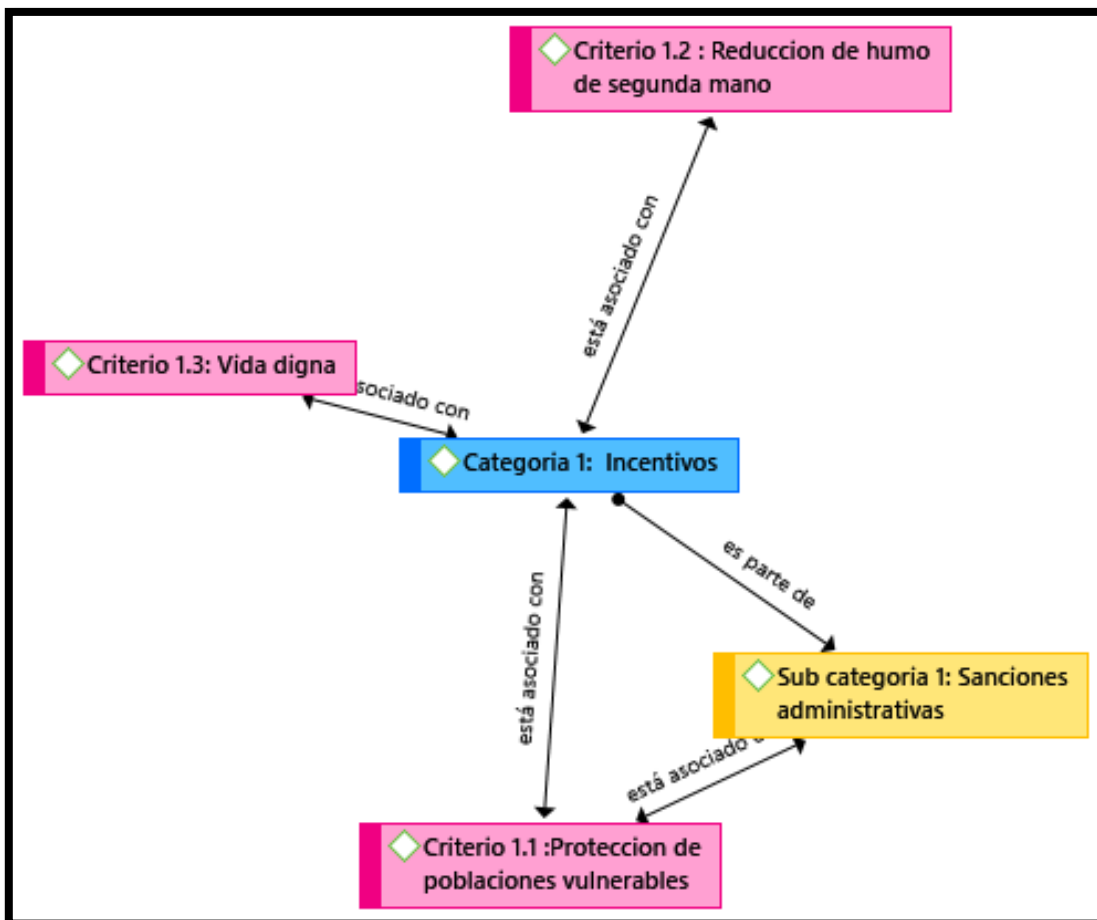 Criterio 1.2 : Reduccion de humo
de segunda mano
está asociado con
Criterio 1.3: Vida digna
asociado con
Categoria 1:  Incentivos
es parte de
está asociado con
Sub categoria 1: Sanciones
administrativas
está asociado
Criterio 1.1 :Proteccion de
poblaciones vulnerables